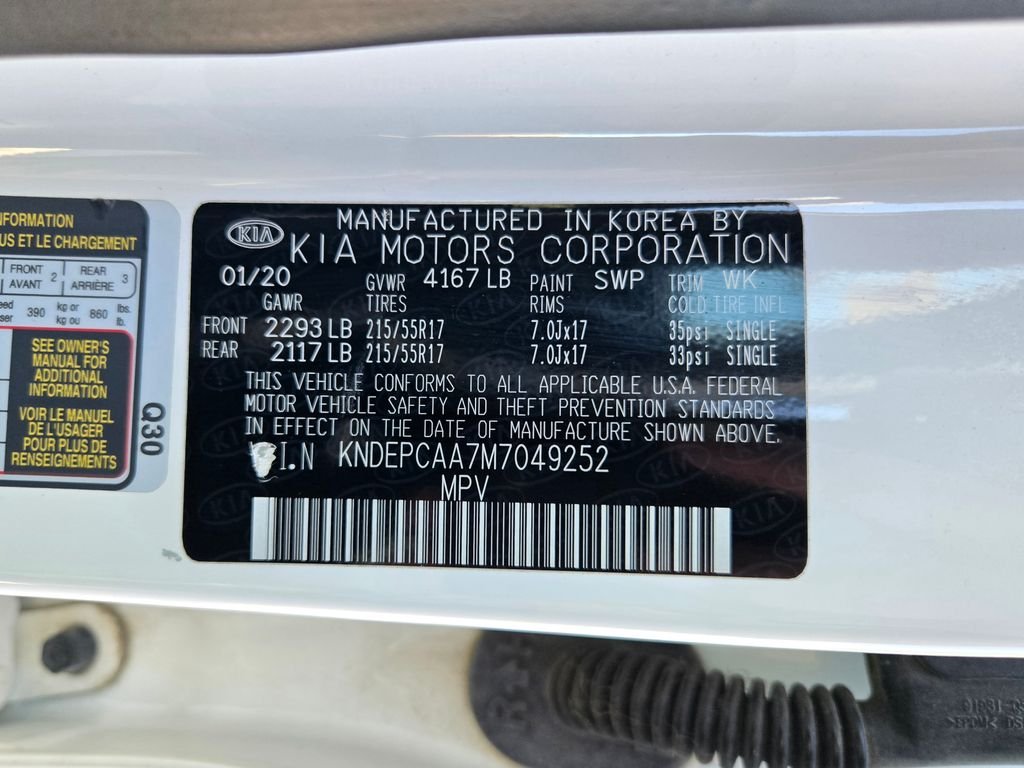 NFORMATION
US ET LE CHARGEMENT
FRONT 2 REAR 3
AVANT ARRIÈRE
390 kg or 860 lbs.
ser kg ou lb.
SEE OWNER'S
MANUAL FOR
ADDITIONAL
INFORMATION
VOIR LE MANUEL
DE L'USAGER
POUR PLUS DE
RENSEIGNEMENTS
Q30
KIA
MANUFACTURED IN KOREA BY
KIA MOTORS CORPORATION
01/20 GVWR 4167 LB PAINT SWP TRIM WK
GAWR TIRES RIMS COLD TIRE INFL
FRONT 2293 LB 215/55R17 7.0Jx17 35psi SINGLE
REAR 2117 LB 215/55R17 7.0Jx17 33psi SINGLE
THIS VEHICLE CONFORMS TO ALL APPLICABLE U.S.A. FEDERAL
MOTOR VEHICLE SAFETY AND THEFT PREVENTION STANDARDS
IN EFFECT ON THE DATE OF MANUFACTURE SHOWN ABOVE.
V.I.N KNDEPCAA7M7049252
MPV